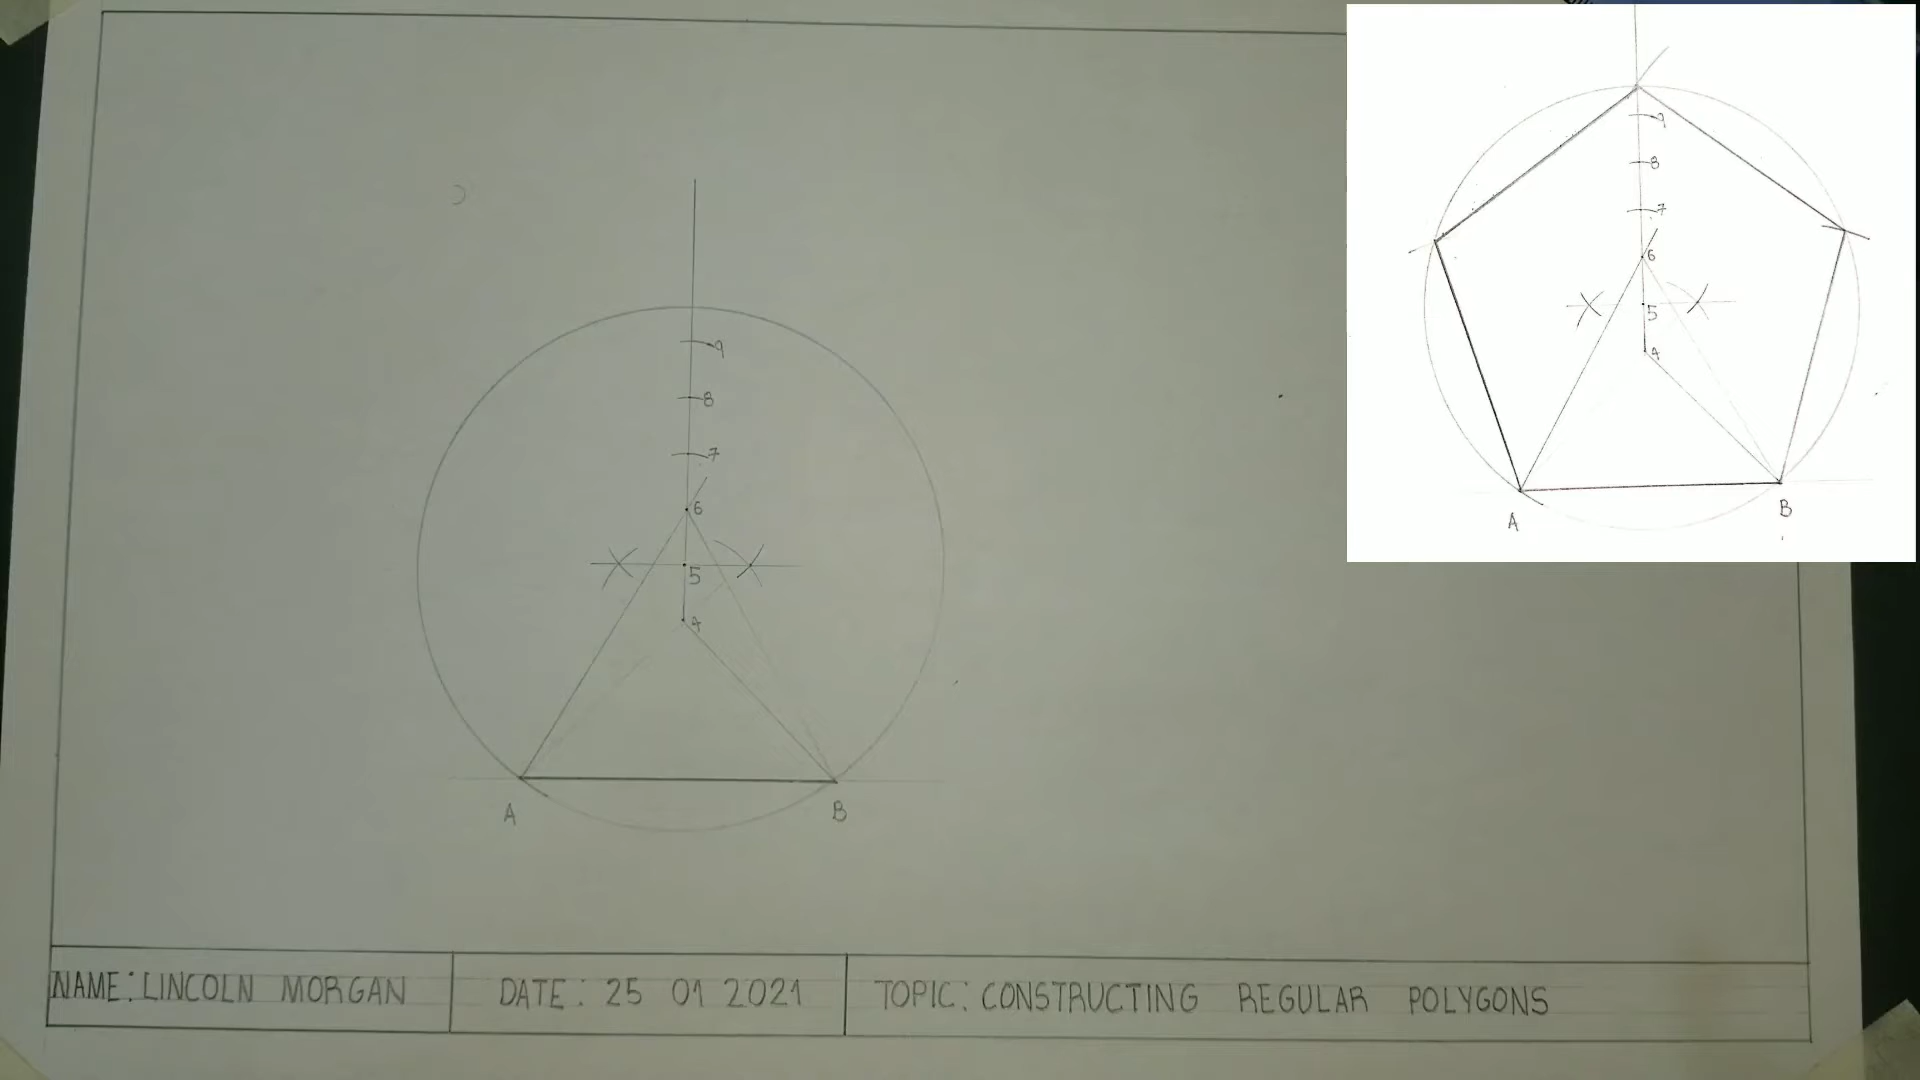 9
8
7
6
5
4
A B
9
8
7
6
5
4
A B
NAME: LINCOLN MORGAN
DATE: 25 01 2021
TOPIC: CONSTRUCTING REGULAR POLYGONS